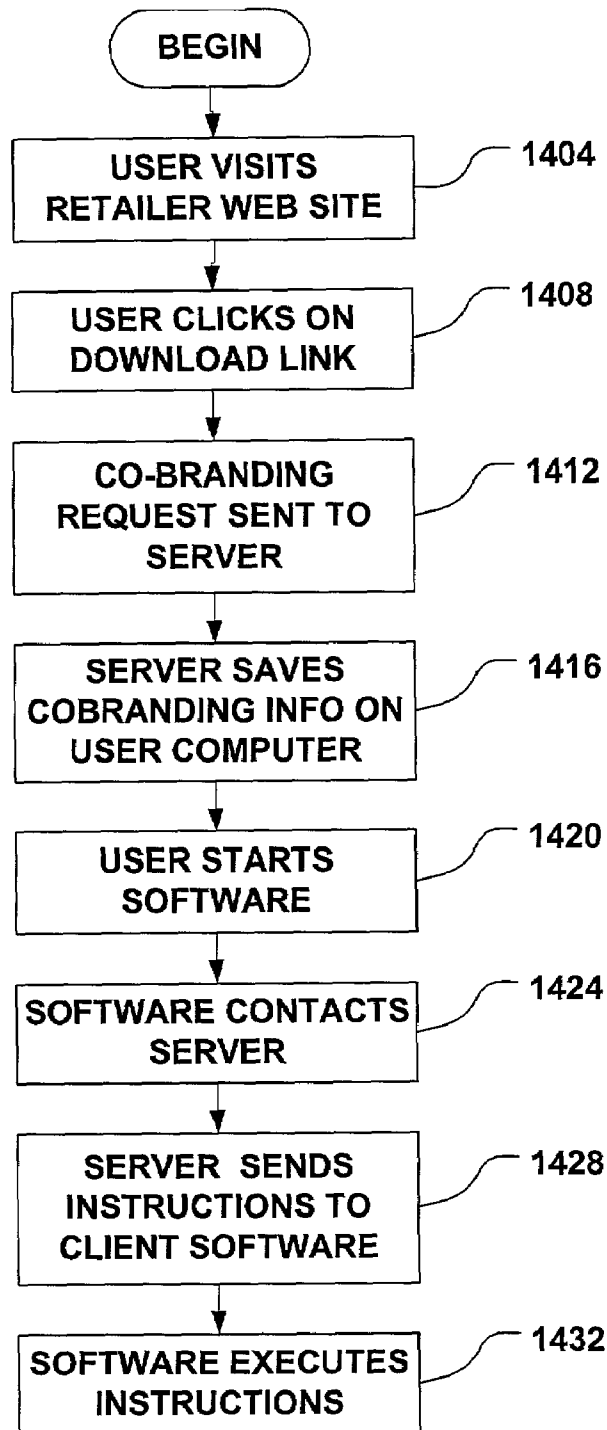 BEGIN
USER VISITS
RETAILER WEB SITE
1404
USER CLICKS ON
DOWNLOAD LINK
1408
CO-BRANDING
REQUEST SENT TO
SERVER
1412
SERVER SAVES
COBRANDING INFO ON
USER COMPUTER
1416
USER STARTS
SOFTWARE
1420
SOFTWARE CONTACTS
SERVER
1424
SERVER SENDS
INSTRUCTIONS TO
CLIENT SOFTWARE
1428
SOFTWARE EXECUTES
INSTRUCTIONS
1432